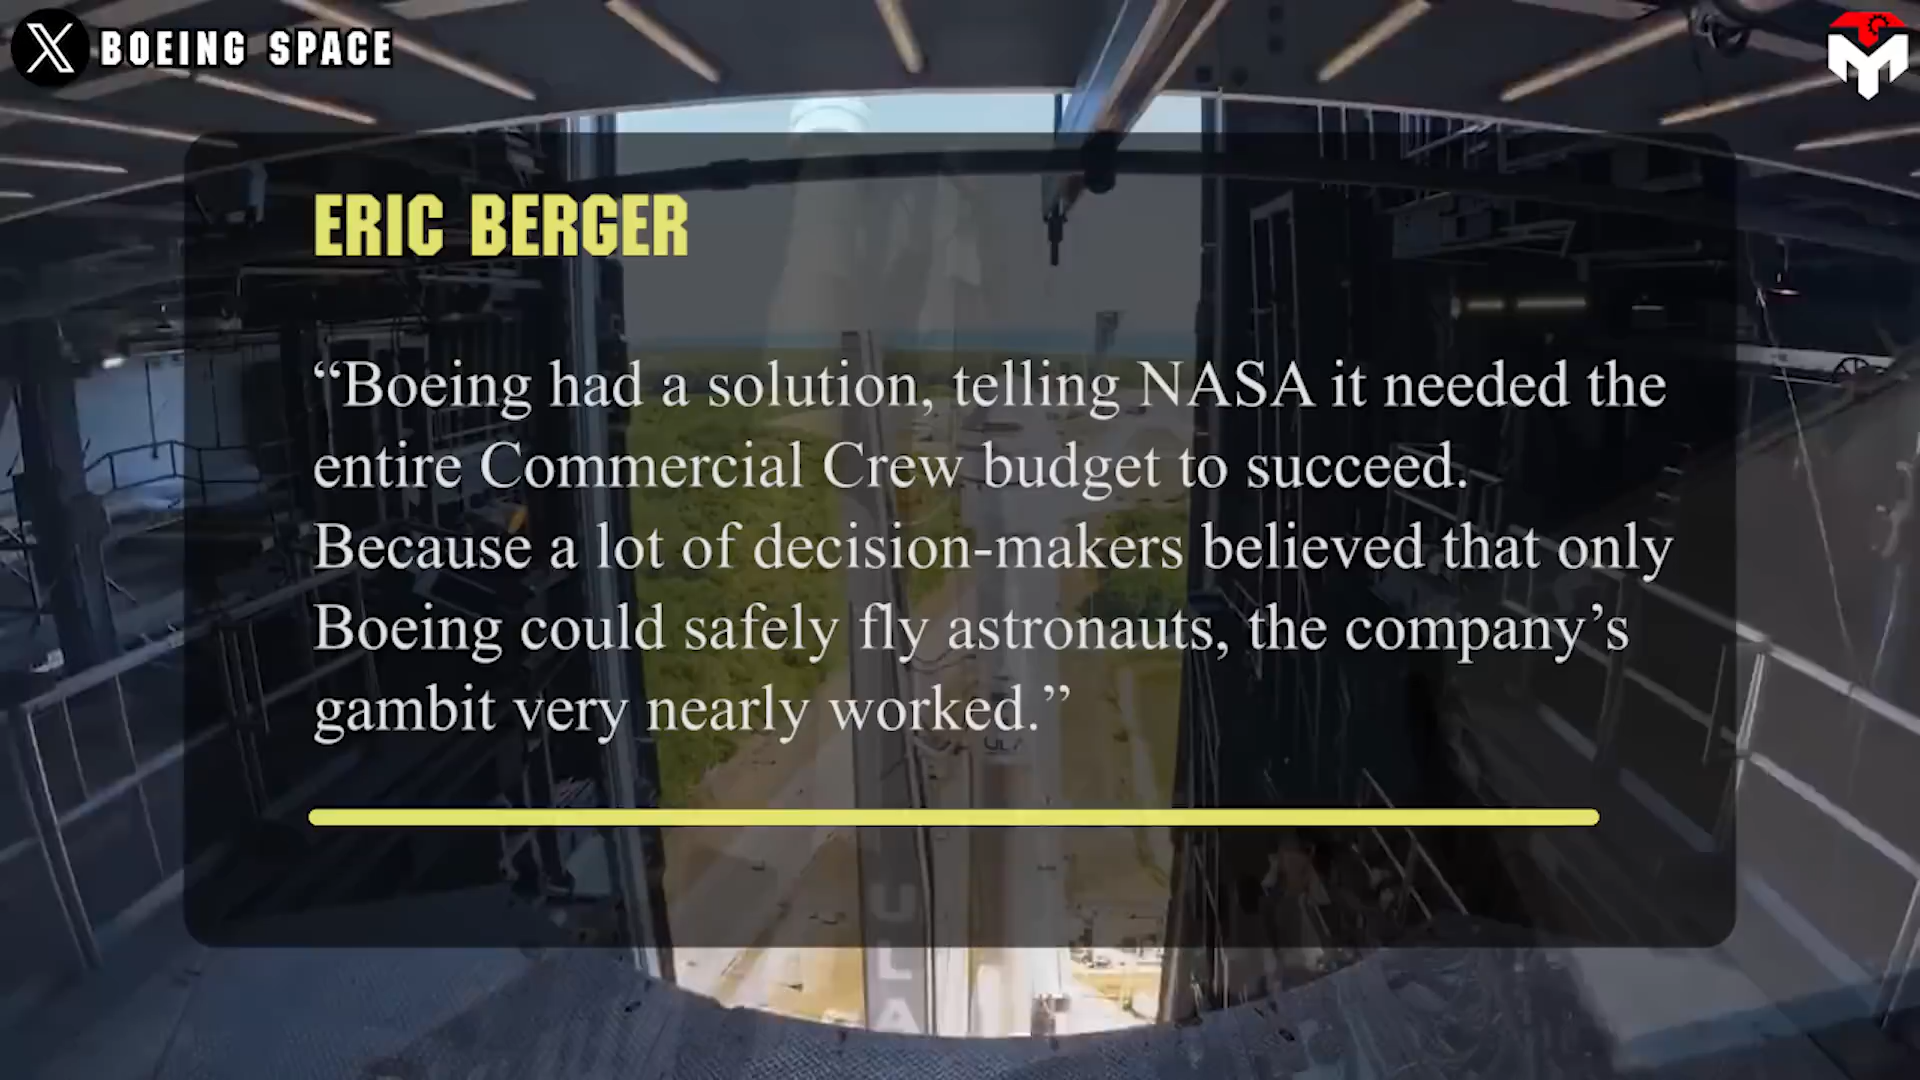 BOEING SPACE
ERIC BERGER
“Boeing had a solution, telling NASA it needed the
entire Commercial Crew budget to succeed.
Because a lot of decision-makers believed that only
Boeing could safely fly astronauts, the company’s
gambit very nearly worked.”
ULA